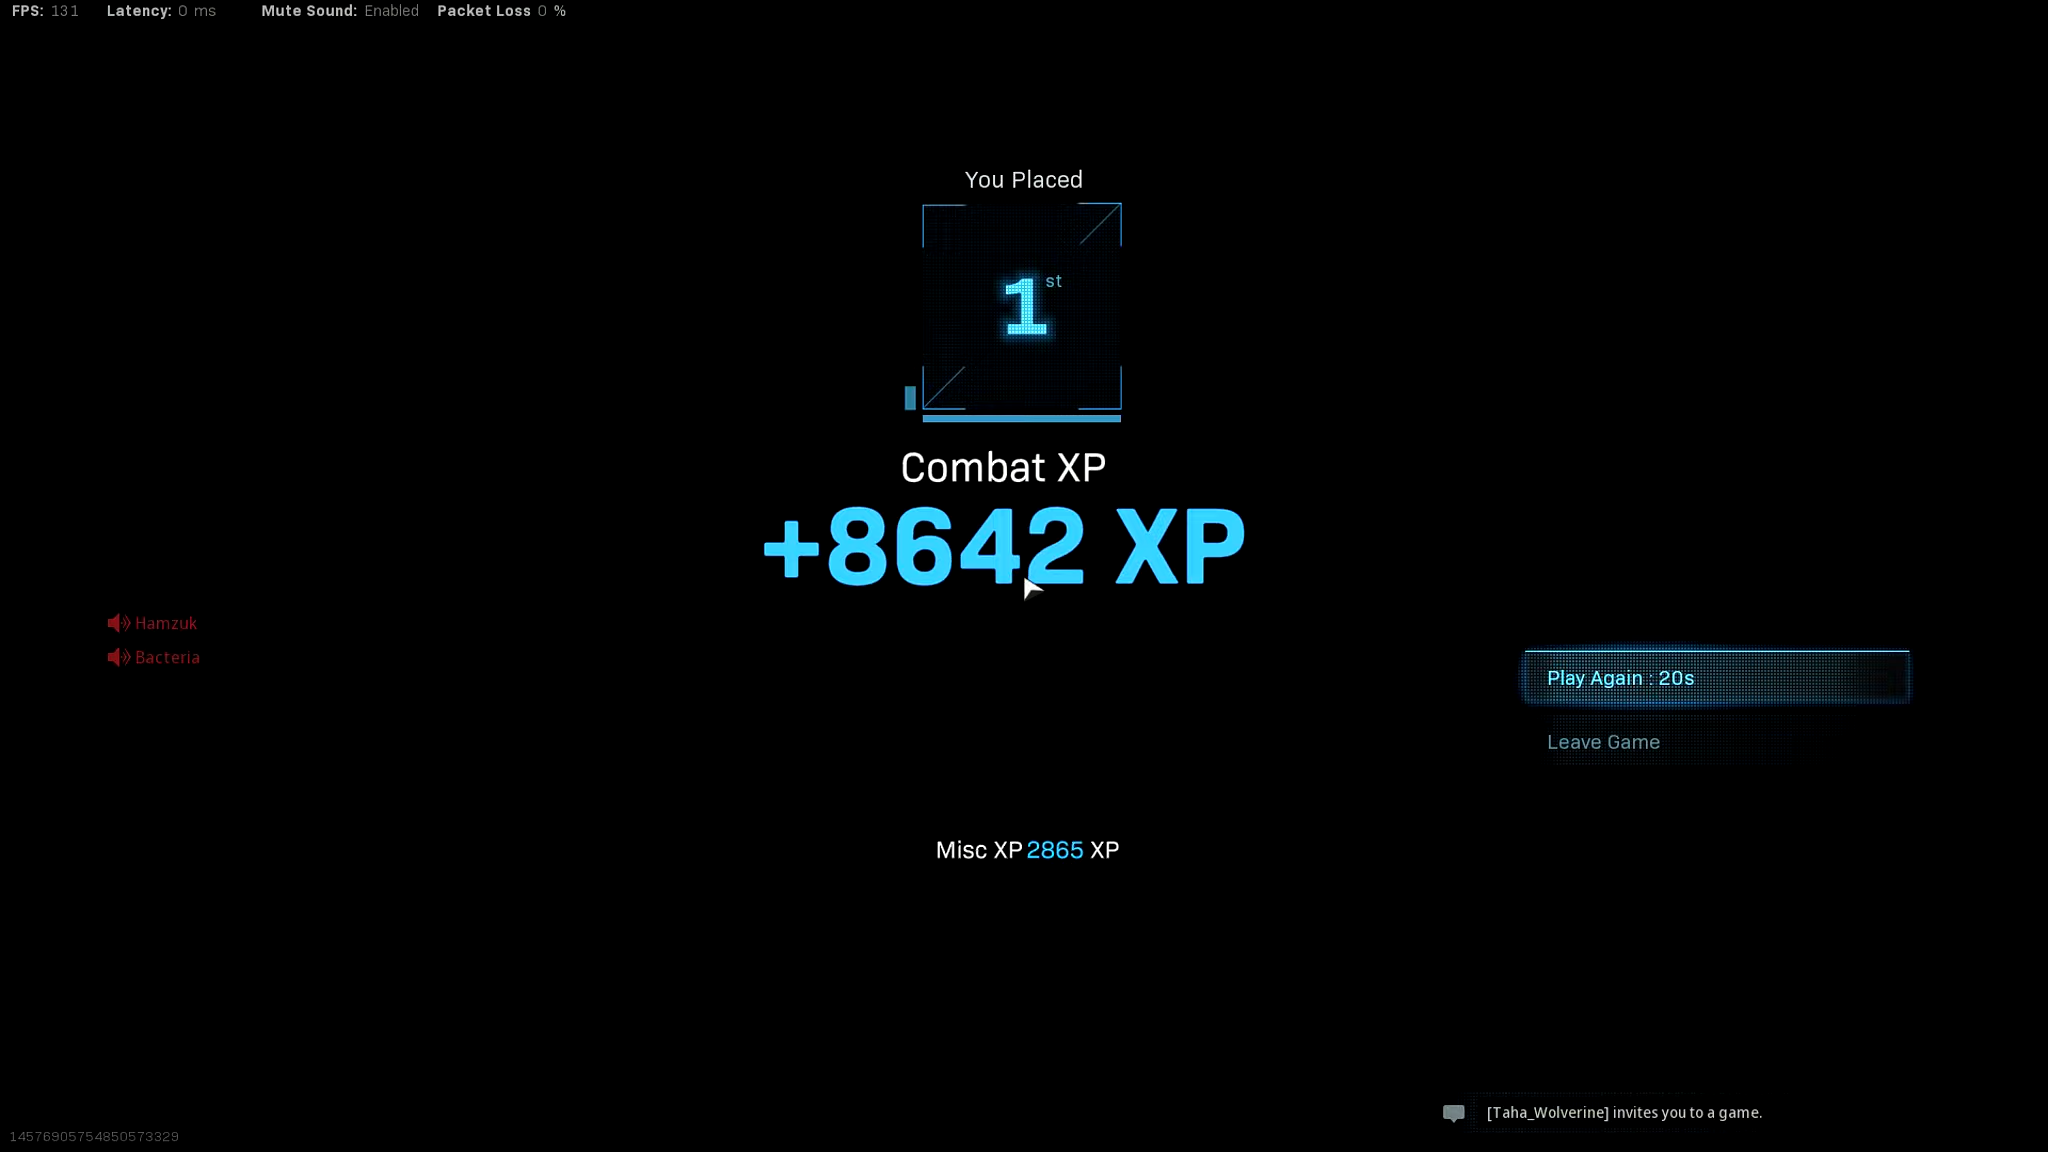 FPS: 131 Latency: 0 ms Mute Sound: Enabled Packet Loss 0 %
You Placed
1st
Combat XP
+8642 XP
Hamzuk
Bacteria
Play Again : 20s
Leave Game
Misc XP 2865 XP
[Taha_Wolverine] invites you to a game.
14576905754850573329